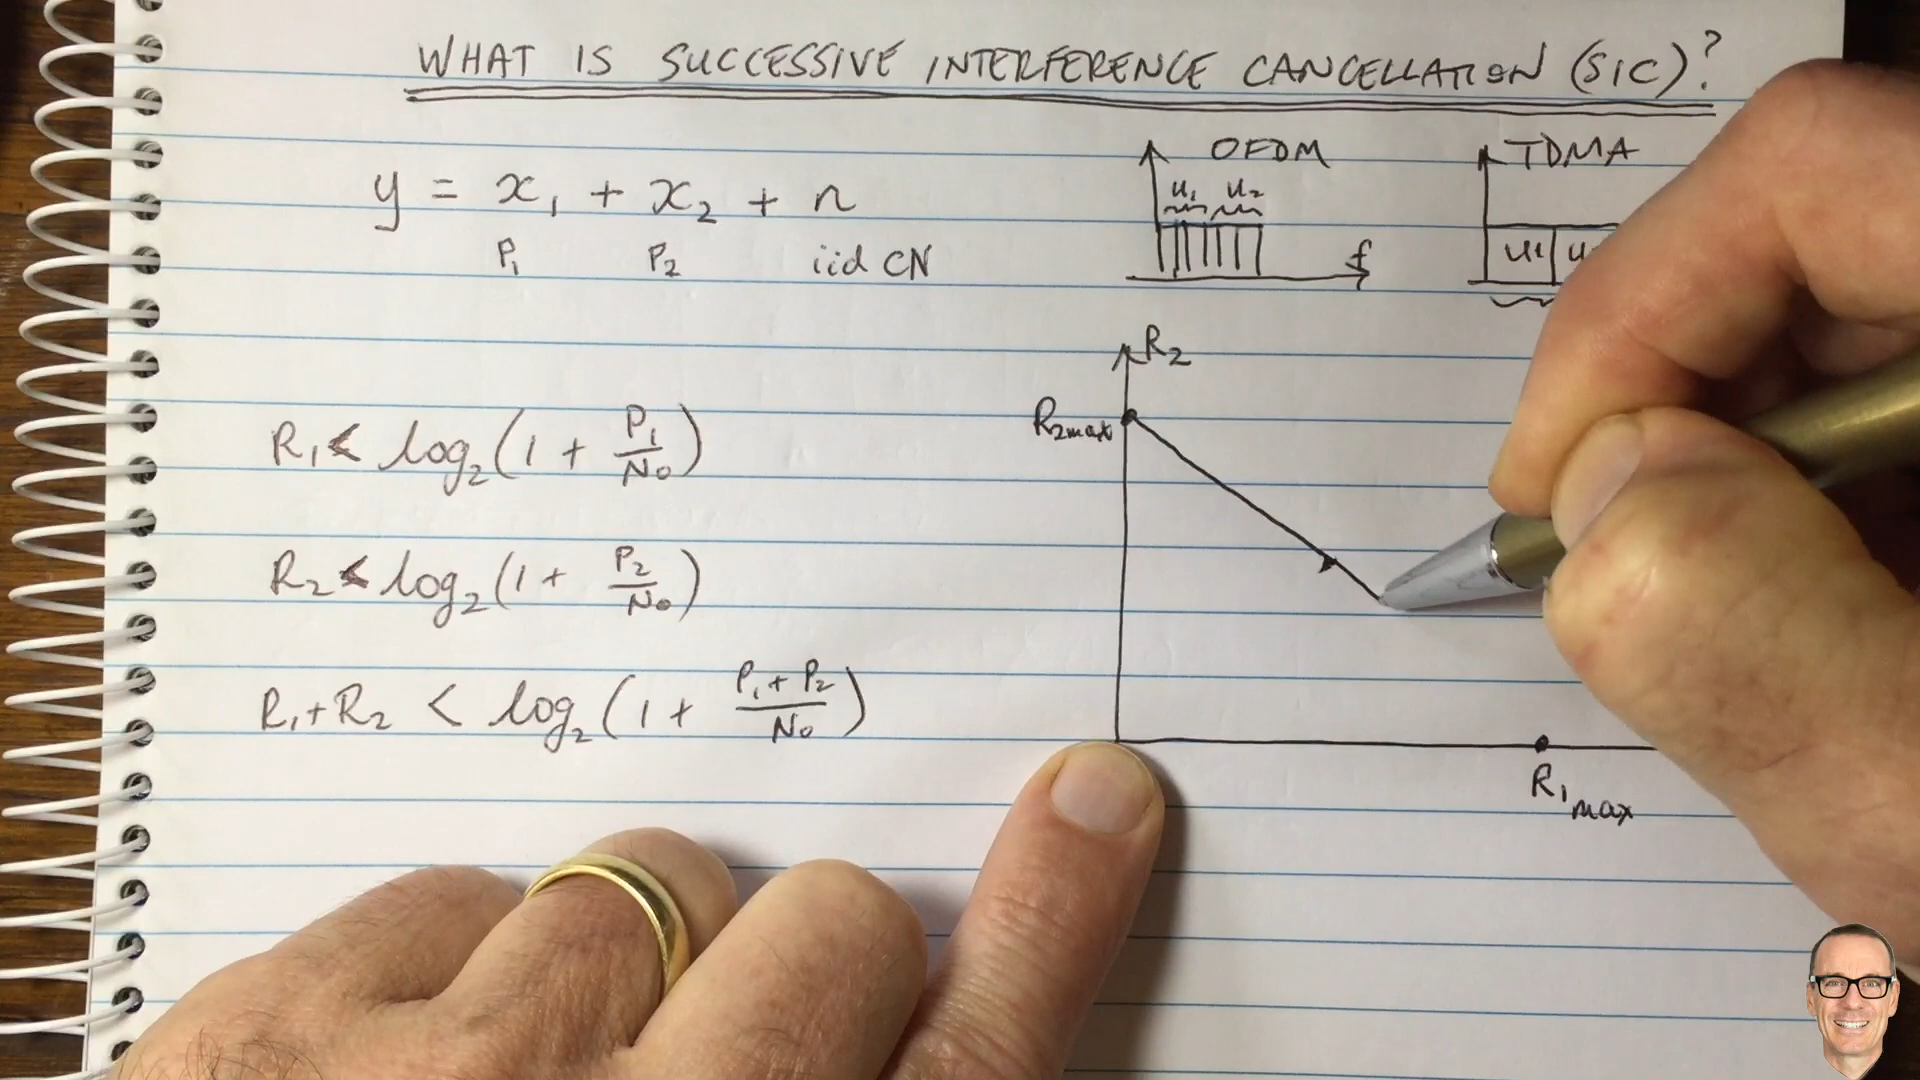 WHAT IS SUCCESSIVE INTERFERENCE CANCELLATION (SIC)?
y = x₁ + x₂ + n
P₁ P₂ iid CN
OFDM
u₁ u₂
f
TDMA
u₁ u
R₁ < log₂(1 + P₁/N₀)
R₂ < log₂(1 + P₂/N₀)
R₁+R₂ < log₂(1 + P₁+P₂/N₀)
R₂
R₂max
R₁max